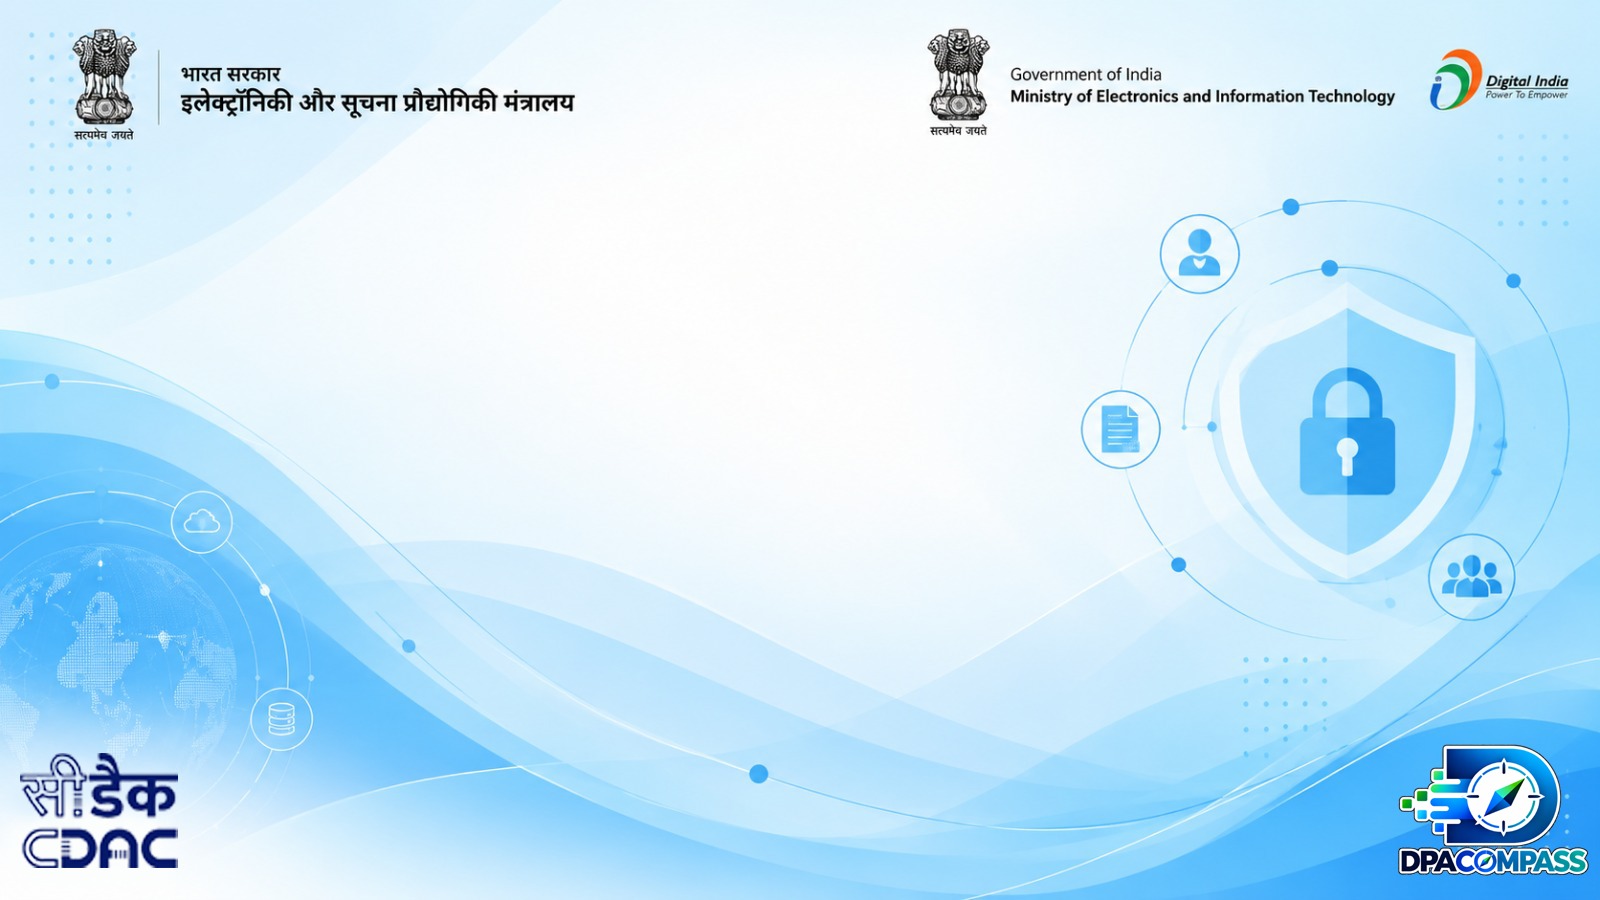 भारत सरकार
इलेक्ट्रॉनिकी और सूचना प्रौद्योगिकी मंत्रालय
सत्यमेव जयते
Government of India
Ministry of Electronics and Information Technology
सत्यमेव जयते
Digital India
Power To Empower
सी डैक
CDAC
DPACOMPASS